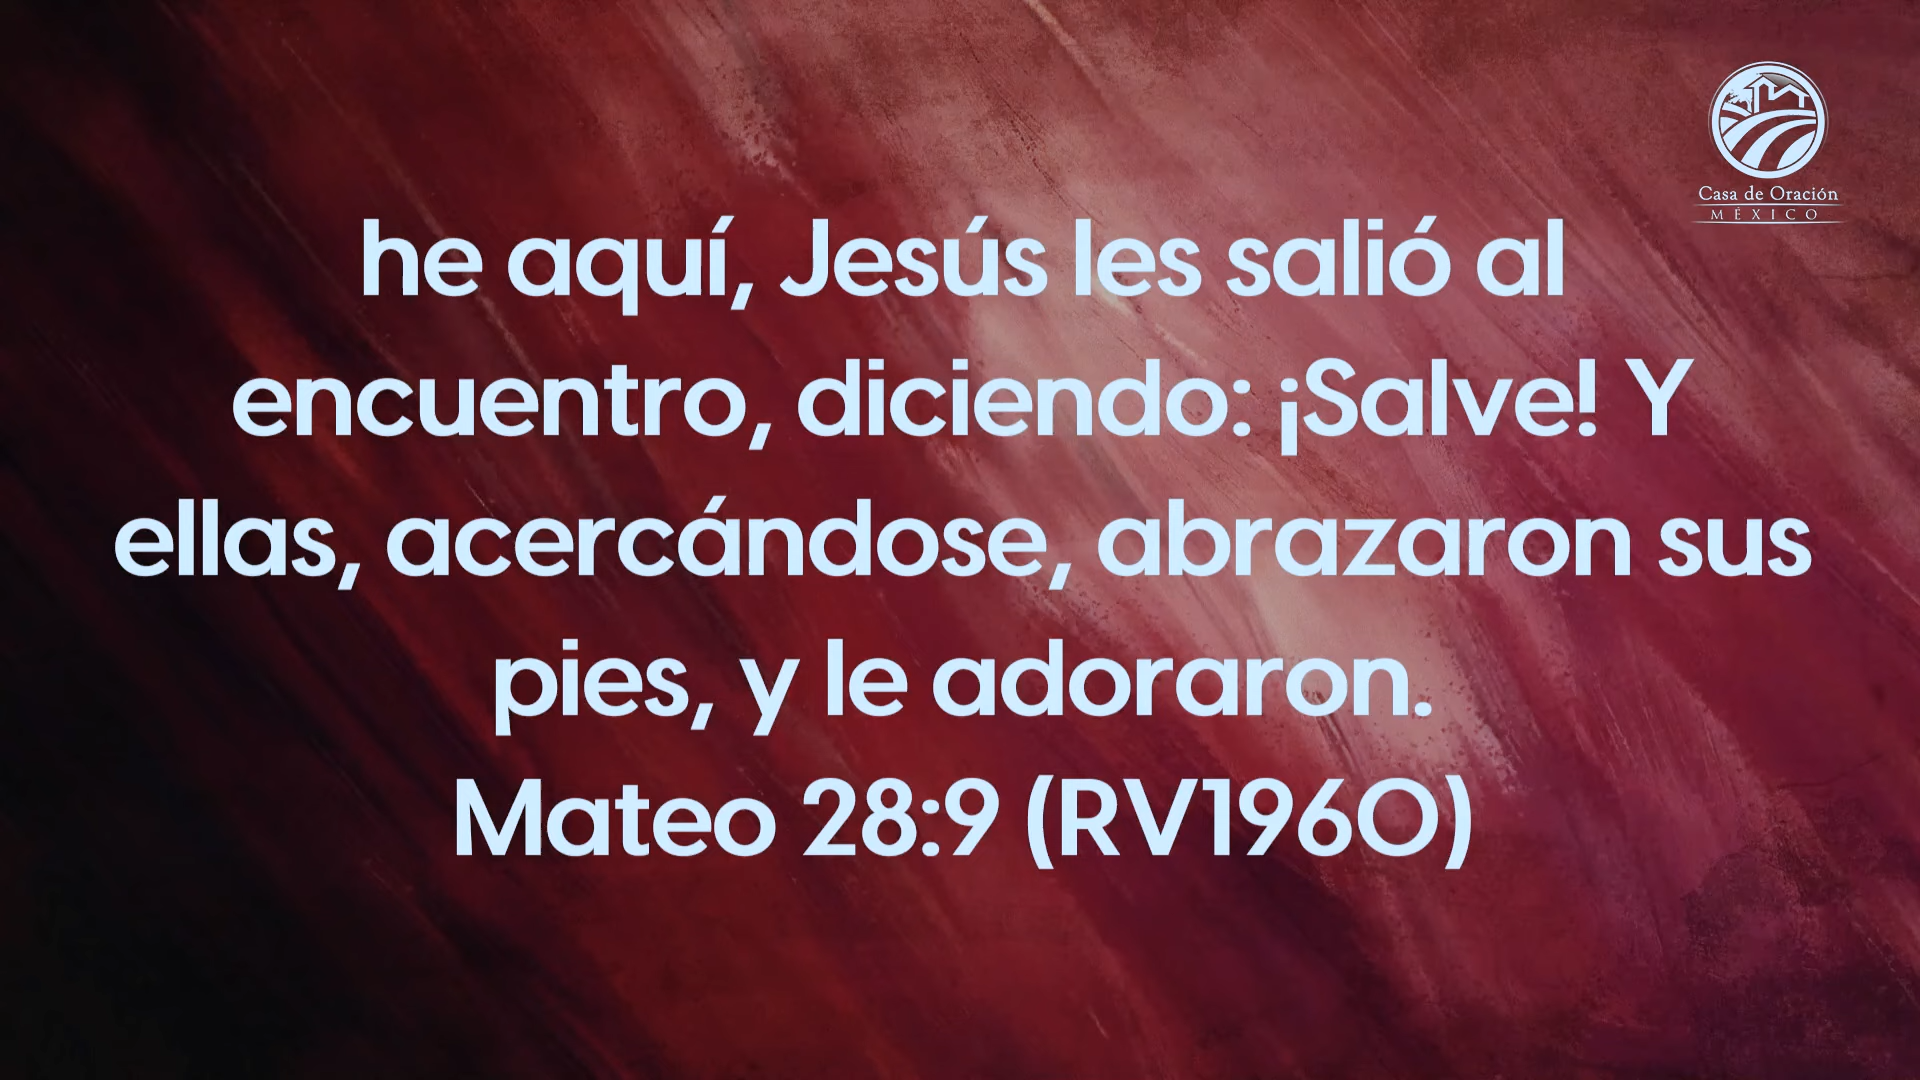 Casa de Oración
MÉXICO
he aquí, Jesús les salió al
encuentro, diciendo: ¡Salve! Y
ellas, acercándose, abrazaron sus
pies, y le adoraron.
Mateo 28:9 (RV1960)